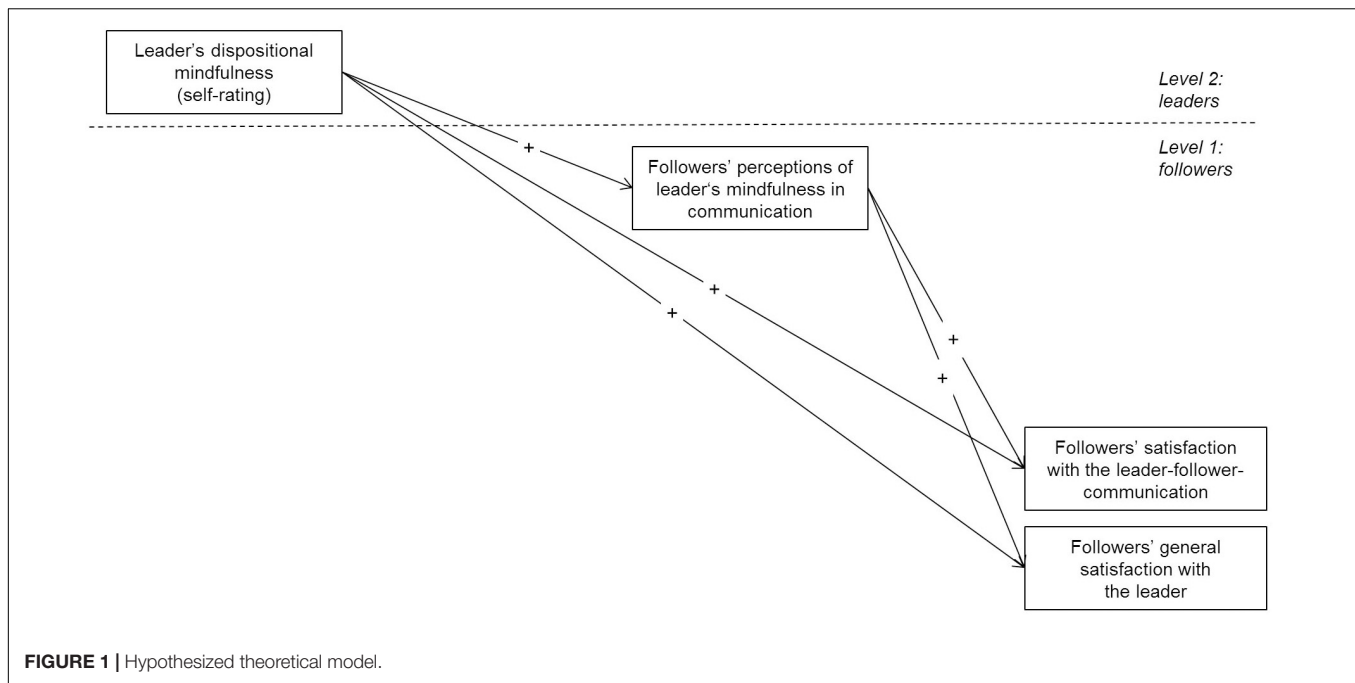 Leader's dispositional
mindfulness
(self-rating)
Level 2:
leaders
Level 1:
followers
+
Followers' perceptions of
leader‘s mindfulness in
communication
+
+
+
+
Followers' satisfaction
with the leader-follower-
communication
Followers' general
satisfaction with
the leader
FIGURE 1 | Hypothesized theoretical model.